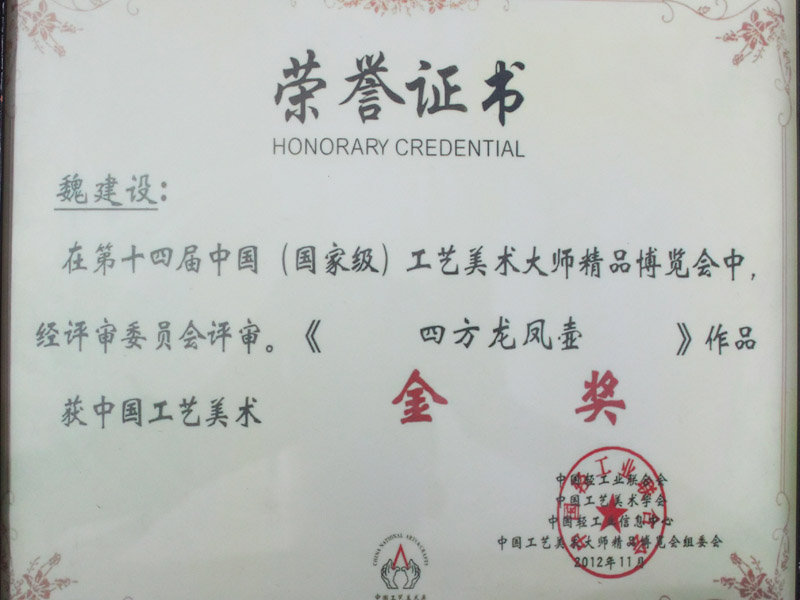 荣誉证书
HONORARY CREDENTIAL
魏建设：
在第十四届中国（国家级）工艺美术大师精品博览会中，
经评审委员会评审。《 四方龙凤壶 》作品
获中国工艺美术 金奖
中国轻工业联合会
中国工艺美术学会
中国轻工业信息中心
中国工艺美术大师精品博览会组委会
2012年11月
CHINA NATIONAL ARTS & CRAFTS